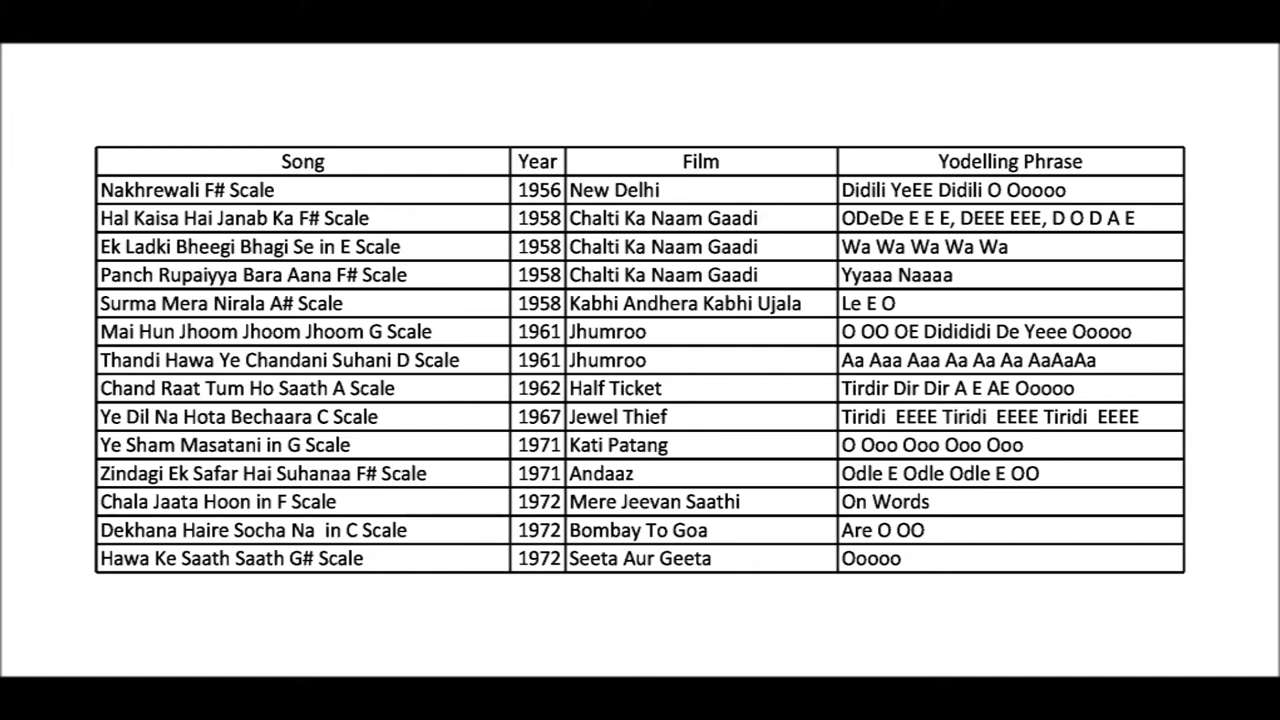 Song Year Film Yodelling Phrase
Nakhrewali F# Scale 1956 New Delhi Didili YeEE Didili O Ooooo
Hal Kaisa Hai Janab Ka F# Scale 1958 Chalti Ka Naam Gaadi ODeDe E E E, DEEE EEE, D O D A E
Ek Ladki Bheegi Bhagi Se in E Scale 1958 Chalti Ka Naam Gaadi Wa Wa Wa Wa Wa
Panch Rupaiyya Bara Aana F# Scale 1958 Chalti Ka Naam Gaadi Yyaaa Naaaa
Surma Mera Nirala A# Scale 1958 Kabhi Andhera Kabhi Ujala Le E O
Mai Hun Jhoom Jhoom Jhoom G Scale 1961 Jhumroo O OO OE Didididi De Yeee Ooooo
Thandi Hawa Ye Chandani Suhani D Scale 1961 Jhumroo Aa Aaa Aaa Aa Aa Aa AaAaAa
Chand Raat Tum Ho Saath A Scale 1962 Half Ticket Tirdir Dir Dir A E AE Ooooo
Ye Dil Na Hota Bechaara C Scale 1967 Jewel Thief Tiridi EEEE Tiridi EEEE Tiridi EEEE
Ye Sham Masatani in G Scale 1971 Kati Patang O Ooo Ooo Ooo Ooo
Zindagi Ek Safar Hai Suhanaa F# Scale 1971 Andaaz Odle E Odle Odle E OO
Chala Jaata Hoon in F Scale 1972 Mere Jeevan Saathi On Words
Dekhana Haire Socha Na in C Scale 1972 Bombay To Goa Are O OO
Hawa Ke Saath Saath G# Scale 1972 Seeta Aur Geeta Ooooo